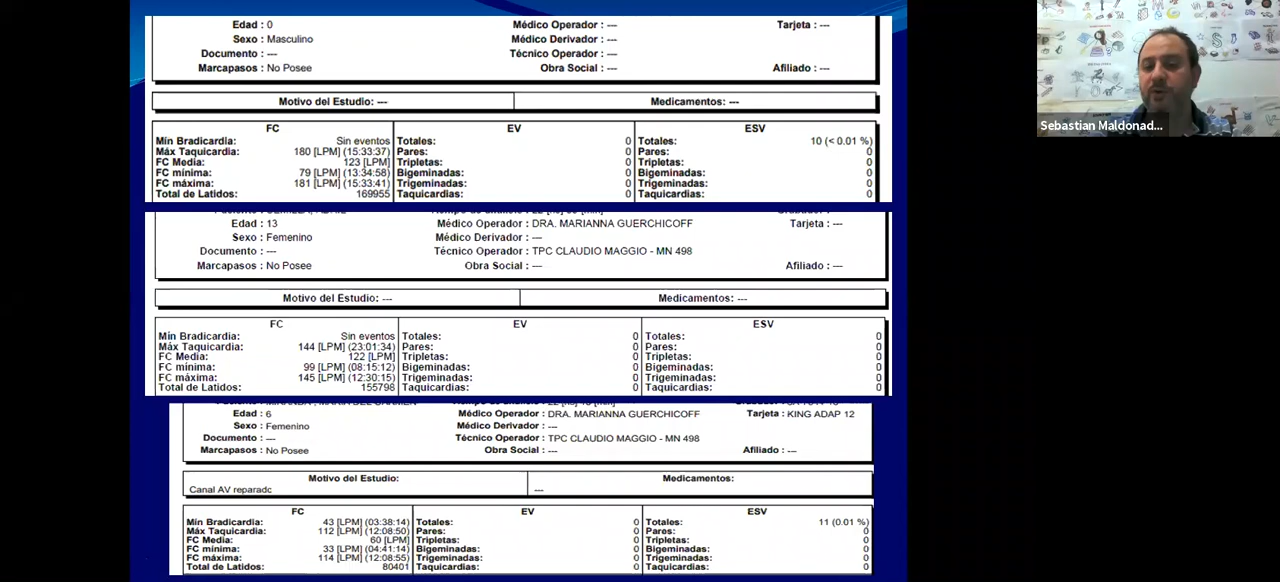 Edad : 0 Médico Operador : --- Tarjeta : ---
Sexo : Masculino Médico Derivador : ---
Documento : --- Técnico Operador : ---
Marcapasos : No Posee Obra Social : --- Afiliado : ---
Motivo del Estudio: --- Medicamentos: ---
FC EV ESV
Mín Bradicardia: Sin eventos Totales: 0 Totales: 10 (< 0.01 %)
Máx Taquicardia: 180 [LPM] (15:33:37) Pares: 0 Pares: 0
FC Media: 123 [LPM] Tripletas: 0 Tripletas: 0
FC mínima: 79 [LPM] (13:34:58) Bigeminadas: 0 Bigeminadas: 0
FC máxima: 181 [LPM] (15:33:41) Trigeminadas: 0 Trigeminadas: 0
Total de Latidos: 169955 Taquicardias: 0 Taquicardias: 0
Edad : 13 Médico Operador : DRA. MARIANNA GUERCHICOFF Tarjeta : ---
Sexo : Femenino Médico Derivador : ---
Documento : --- Técnico Operador : TPC CLAUDIO MAGGIO - MN 498
Marcapasos : No Posee Obra Social : --- Afiliado : ---
Motivo del Estudio: --- Medicamentos: ---
FC EV ESV
Mín Bradicardia: Sin eventos Totales: 0 Totales: 0
Máx Taquicardia: 144 [LPM] (23:01:34) Pares: 0 Pares: 0
FC Media: 122 [LPM] Tripletas: 0 Tripletas: 0
FC mínima: 99 [LPM] (08:15:12) Bigeminadas: 0 Bigeminadas: 0
FC máxima: 145 [LPM] (12:30:15) Trigeminadas: 0 Trigeminadas: 0
Total de Latidos: 155798 Taquicardias: 0 Taquicardias: 0
Edad : 6 Médico Operador : DRA. MARIANNA GUERCHICOFF Tarjeta : KING ADAP 12
Sexo : Femenino Médico Derivador : ---
Documento : --- Técnico Operador : TPC CLAUDIO MAGGIO - MN 498
Marcapasos : No Posee Obra Social : --- Afiliado : ---
Motivo del Estudio: Medicamentos:
Canal AV reparadc ---
FC EV ESV
Mín Bradicardia: 43 [LPM] (03:38:14) Totales: 0 Totales: 11 (0.01 %)
Máx Taquicardia: 112 [LPM] (12:08:50) Pares: 0 Pares: 0
FC Media: 60 [LPM] Tripletas: 0 Tripletas: 0
FC mínima: 33 [LPM] (04:41:14) Bigeminadas: 0 Bigeminadas: 0
FC máxima: 114 [LPM] (12:08:55) Trigeminadas: 0 Trigeminadas: 0
Total de Latidos: 80401 Taquicardias: 0 Taquicardias: 0
Sebastian Maldonad...